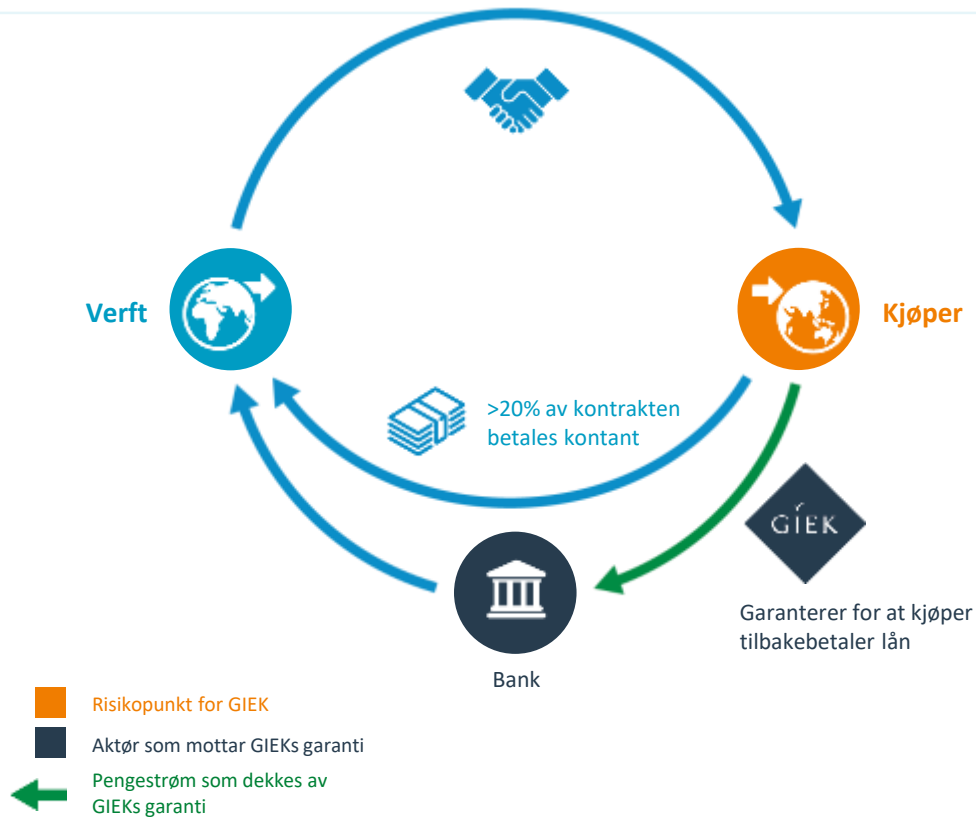 Verft
Kjøper
>20% av kontrakten
betales kontant
GIEK
Garanterer for at kjøper
tilbakebetaler lån
Bank
Risikopunkt for GIEK
Aktør som mottar GIEKs garanti
Pengestrøm som dekkes av
GIEKs garanti